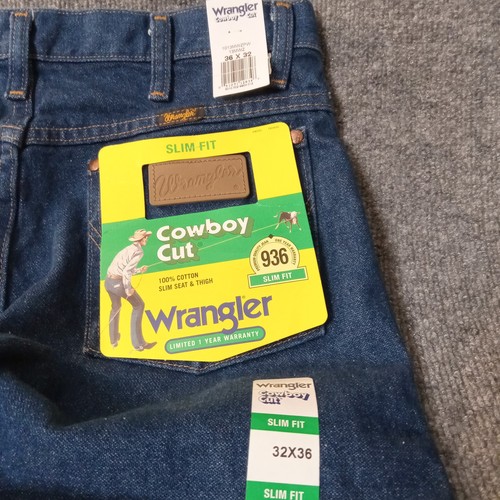 Wrangler
Cowboy Cut
36 X 32
Wrangler
SLIM FIT
Wrangler
Cowboy
Cut
936
SLIM FIT
100% COTTON
SLIM SEAT & THIGH
Wrangler
LIMITED 1 YEAR WARRANTY
Wrangler
Cowboy
Cut
SLIM FIT
32X36
SLIM FIT